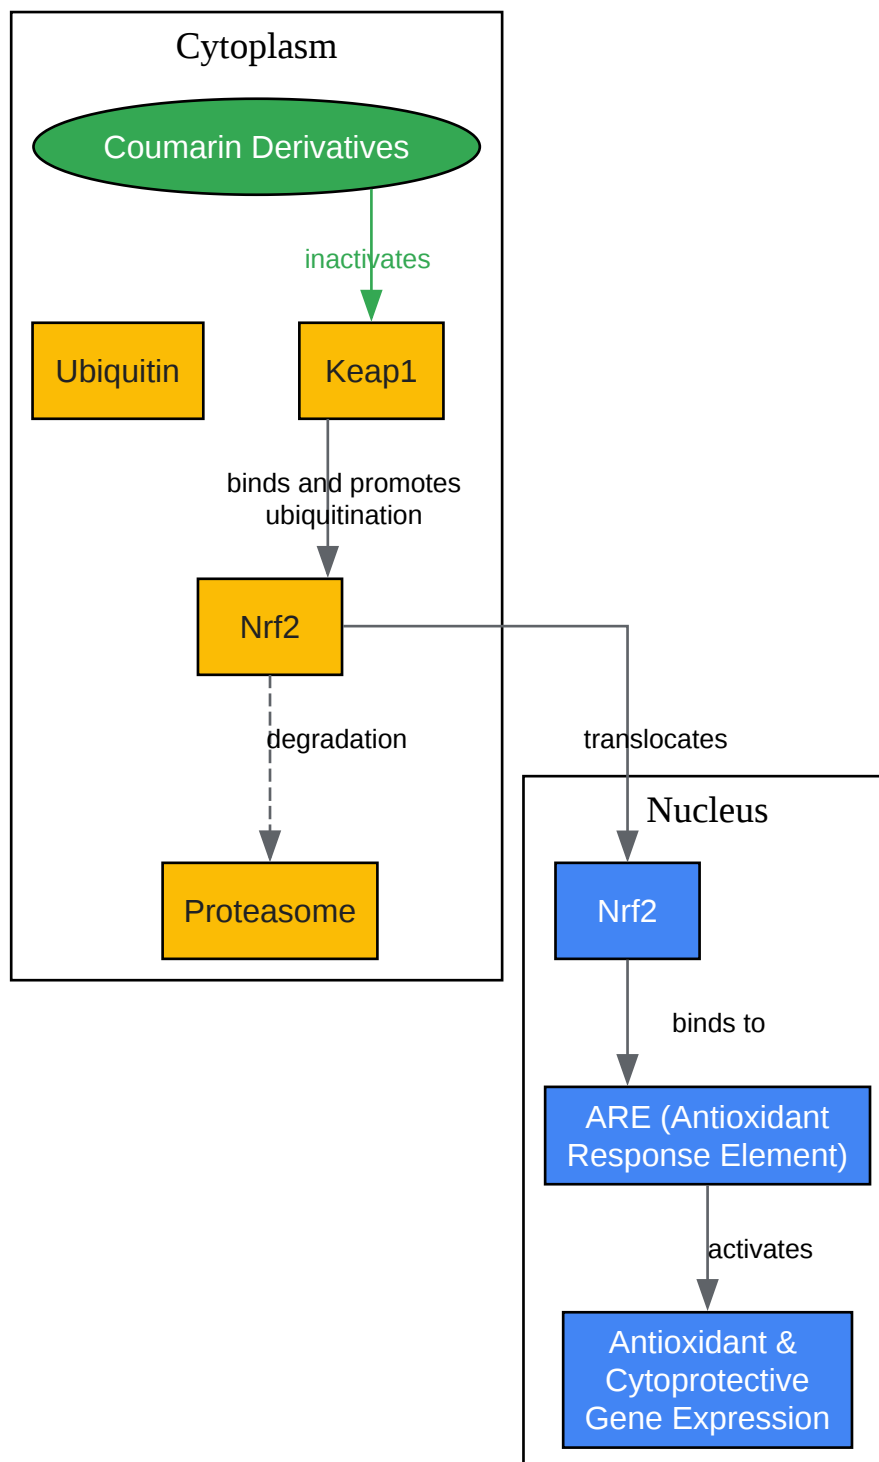 Cytoplasm
Coumarin Derivatives
inactivates
Ubiquitin
Keap1
binds and promotes
ubiquitination
Nrf2
degradation
translocates
Proteasome
Nucleus
Nrf2
binds to
ARE (Antioxidant
Response Element)
activates
Antioxidant &
Cytoprotective
Gene Expression